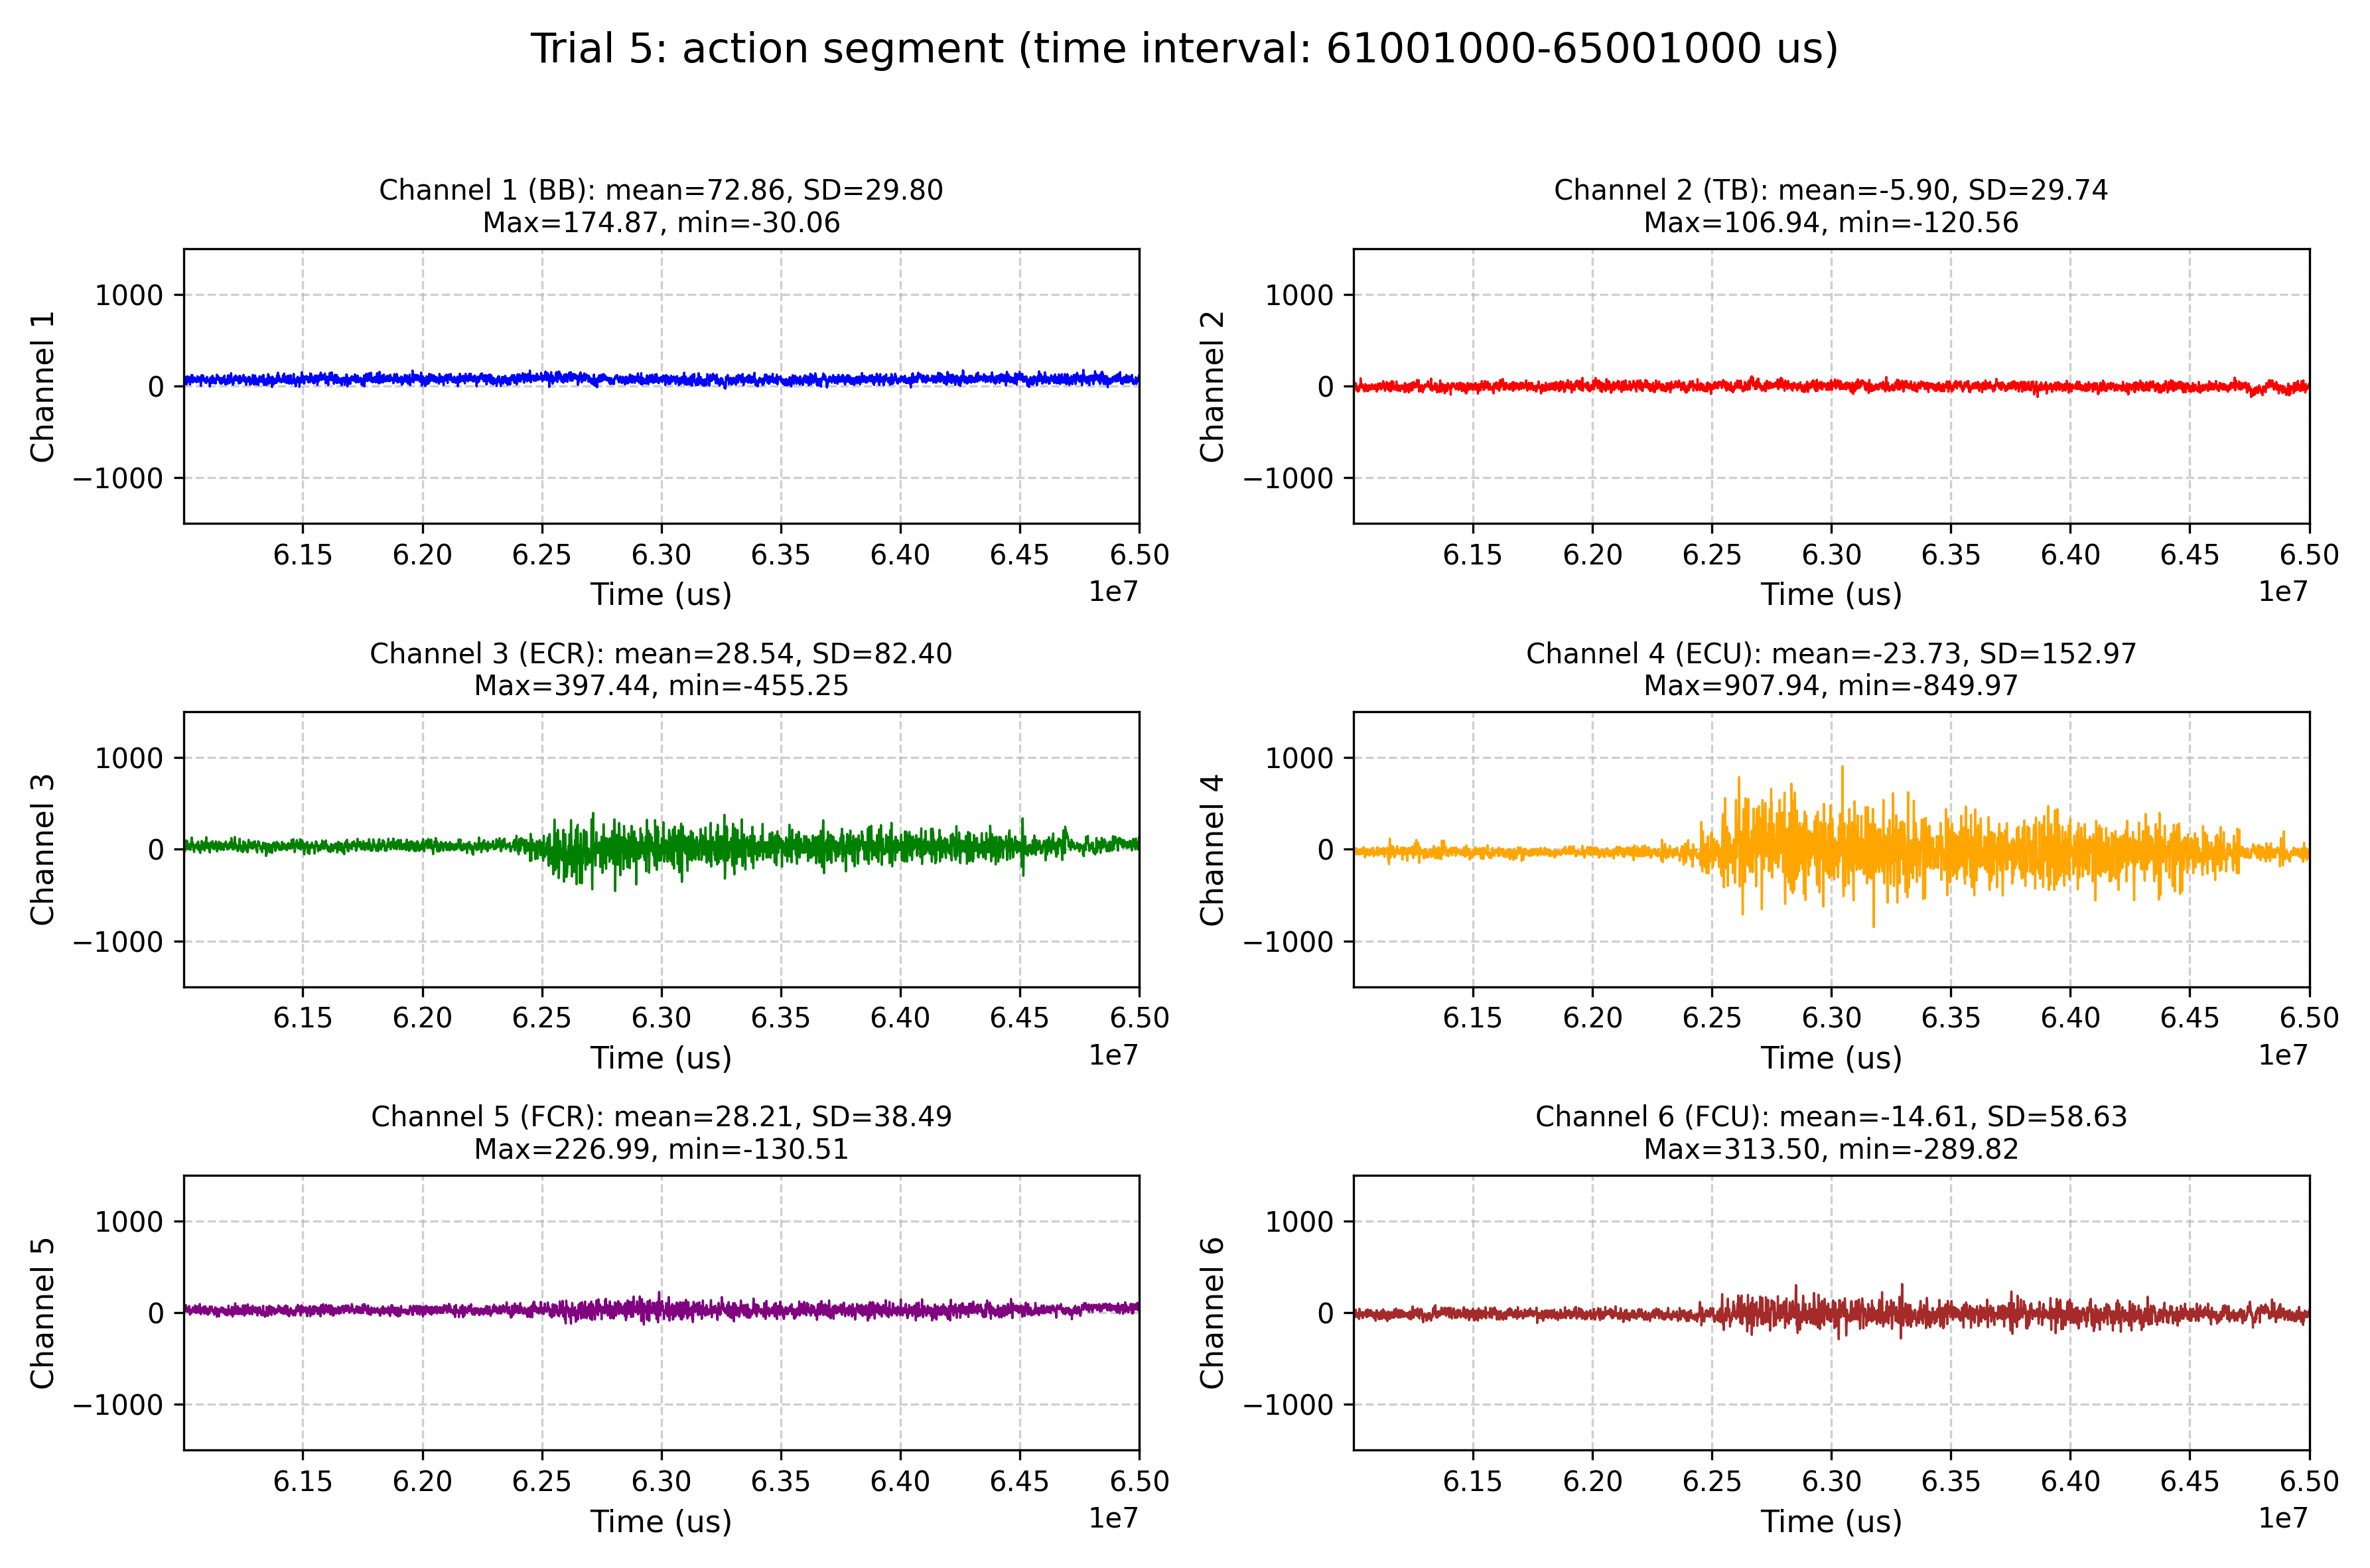 Trial 5: action segment (time interval: 61001000-65001000 us)
Channel 1 (BB): mean=72.86, SD=29.80
Max=174.87, min=-30.06
Channel 1
1000
0
−1000
6.15 6.20 6.25 6.30 6.35 6.40 6.45 6.50
Time (us)
1e7
Channel 2 (TB): mean=-5.90, SD=29.74
Max=106.94, min=-120.56
Channel 2
1000
0
−1000
6.15 6.20 6.25 6.30 6.35 6.40 6.45 6.50
Time (us)
1e7
Channel 3 (ECR): mean=28.54, SD=82.40
Max=397.44, min=-455.25
Channel 3
1000
0
−1000
6.15 6.20 6.25 6.30 6.35 6.40 6.45 6.50
Time (us)
1e7
Channel 4 (ECU): mean=-23.73, SD=152.97
Max=907.94, min=-849.97
Channel 4
1000
0
−1000
6.15 6.20 6.25 6.30 6.35 6.40 6.45 6.50
Time (us)
1e7
Channel 5 (FCR): mean=28.21, SD=38.49
Max=226.99, min=-130.51
Channel 5
1000
0
−1000
6.15 6.20 6.25 6.30 6.35 6.40 6.45 6.50
Time (us)
1e7
Channel 6 (FCU): mean=-14.61, SD=58.63
Max=313.50, min=-289.82
Channel 6
1000
0
−1000
6.15 6.20 6.25 6.30 6.35 6.40 6.45 6.50
Time (us)
1e7